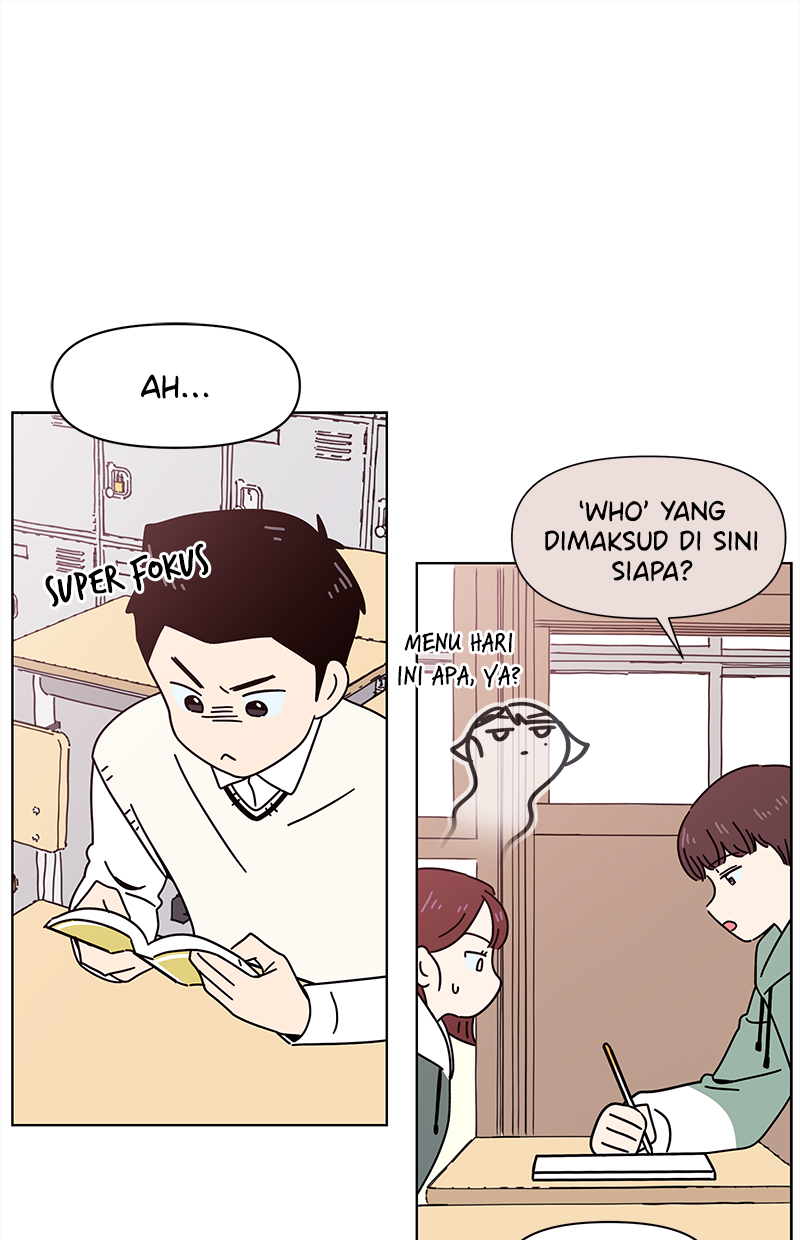 AH...
SUPER FOKUS
'WHO' YANG
DIMAKSUD DI SINI
SIAPA?
MENU HARI
INI APA, YA?